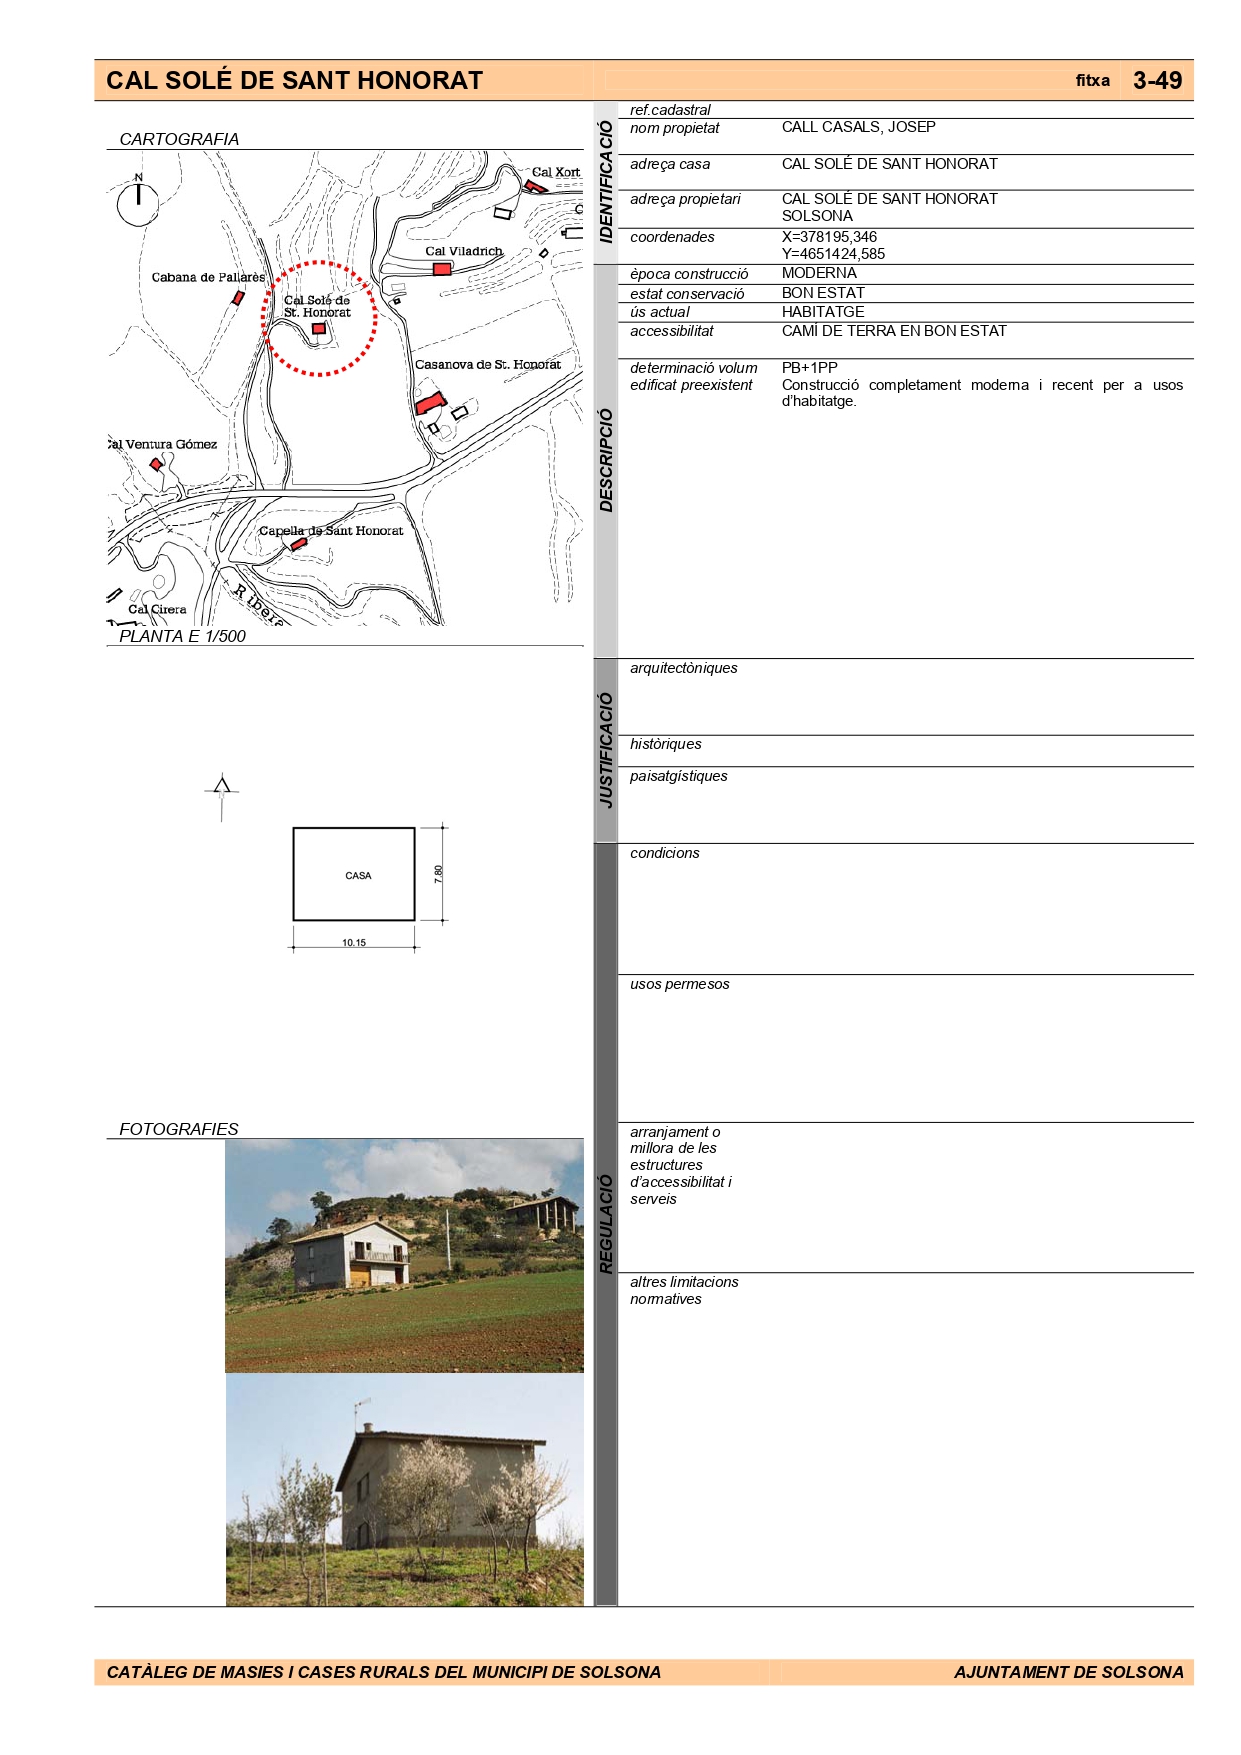 CAL SOLÉ DE SANT HONORAT
fitxa 3-49
CARTOGRAFIA
N
Cal Xort
Cal Viladrich
Cabana de Pallarès
Cal Solé de
St. Honorat
Casanova de St. Honorat
Cal Ventura Gómez
Capella de Sant Honorat
Ribera
Cal Cirera
PLANTA E 1/500
CASA
7.80
10.15
FOTOGRAFIES
IDENTIFICACIÓ
ref.cadastral
nom propietat CALL CASALS, JOSEP
adreça casa CAL SOLÉ DE SANT HONORAT
adreça propietari CAL SOLÉ DE SANT HONORAT
SOLSONA
coordenades X=378195,346
Y=4651424,585
DESCRIPCIÓ
època construcció MODERNA
estat conservació BON ESTAT
ús actual HABITATGE
accessibilitat CAMÍ DE TERRA EN BON ESTAT
determinació volum PB+1PP
edificat preexistent Construcció completament moderna i recent per a usos
d'habitatge.
JUSTIFICACIÓ
arquitectòniques
històriques
paisatgístiques
REGULACIÓ
condicions
usos permesos
arranjament o
millora de les
estructures
d'accessibilitat i
serveis
altres limitacions
normatives
CATÀLEG DE MASIES I CASES RURALS DEL MUNICIPI DE SOLSONA
AJUNTAMENT DE SOLSONA